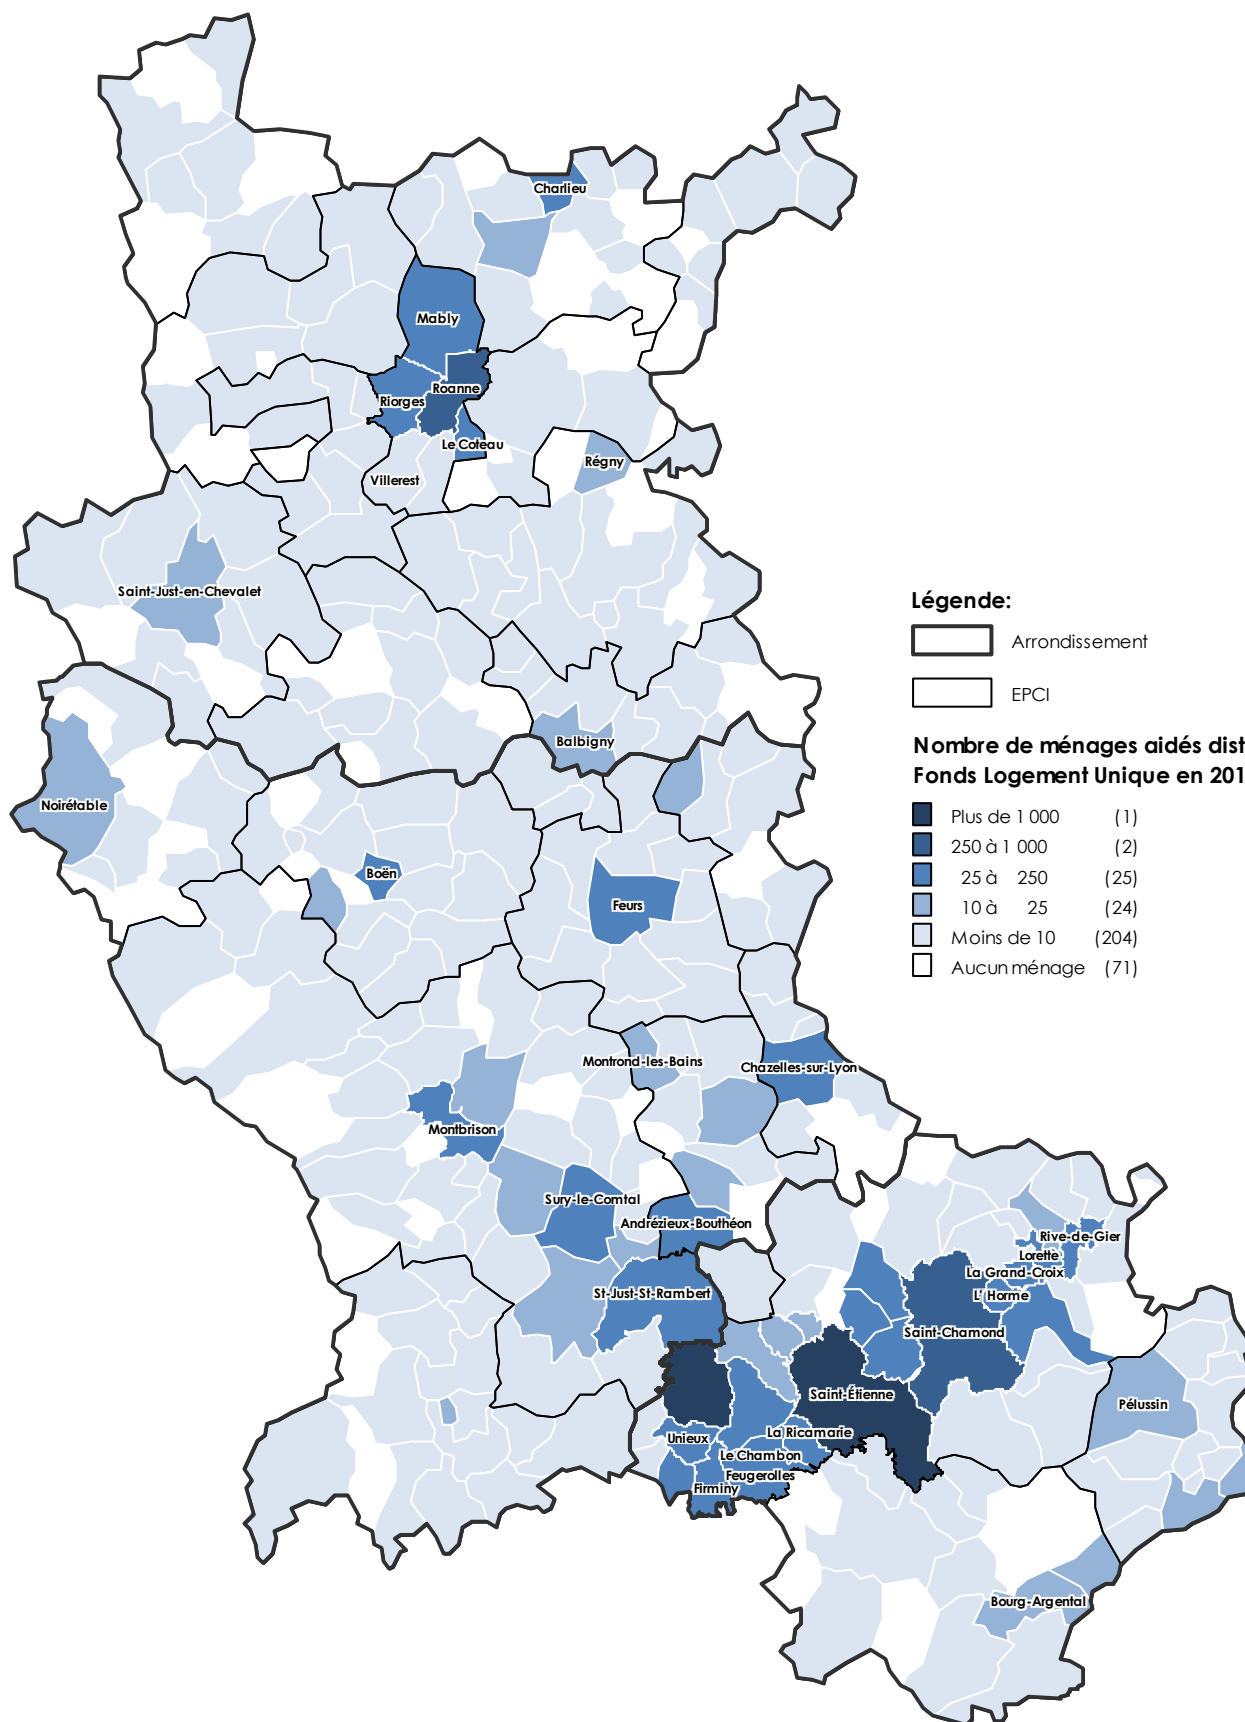 Charlieu
Mably
Roanne
Riorges
Le Coteau
Régny
Villerest
Saint-Just-en-Chevalet
Légende:
Arrondissement
EPCI
Balbigny
Nombre de ménages aidés dist
Fonds Logement Unique en 201
Noirétable
Plus de 1 000 (1)
250 à 1 000 (2)
25 à 250 (25)
10 à 25 (24)
Moins de 10 (204)
Aucun ménage (71)
Boën
Feurs
Montrond-les-Bains
Chazelles-sur-Lyon
Montbrison
Sury-le-Comtal
Andrézieux-Bouthéon
Rive-de-Gier
Lorette
La Grand-Croix
L' Horme
St-Just-St-Rambert
Saint-Chamond
Saint-Étienne
Pélussin
La Ricamarie
Unieux
Le Chambon
Feugerolles
Firminy
Bourg-Argental